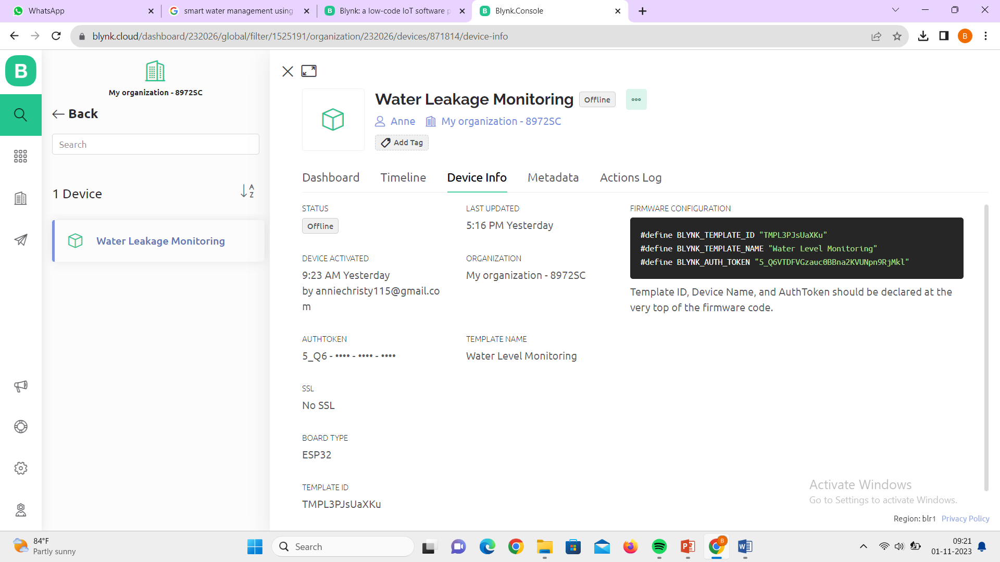 WhatsApp
smart water management using
Blynk: a low-code IoT software p
Blynk.Console
blynk.cloud/dashboard/232026/global/filter/1525191/organization/232026/devices/871814/device-info
B
B
My organization - 8972SC
Back
Search
1 Device
A
Z
Water Leakage Monitoring
Water Leakage Monitoring
Offline
Anne
My organization - 8972SC
Add Tag
Dashboard
Timeline
Device Info
Metadata
Actions Log
STATUS
Offline
LAST UPDATED
5:16 PM Yesterday
DEVICE ACTIVATED
9:23 AM Yesterday
by anniechristy115@gmail.co
m
ORGANIZATION
My organization - 8972SC
AUTHTOKEN
5_Q6 - •••• - •••• - ••••
TEMPLATE NAME
Water Level Monitoring
SSL
No SSL
BOARD TYPE
ESP32
TEMPLATE ID
TMPL3PJsUaXKu
FIRMWARE CONFIGURATION
#define BLYNK_TEMPLATE_ID "TMPL3PJsUaXKu"
#define BLYNK_TEMPLATE_NAME "Water Level Monitoring"
#define BLYNK_AUTH_TOKEN "5_Q6VTDFVGzauc0BBna2KVUNpn9RjMkl"
Template ID, Device Name, and AuthToken should be declared at the
very top of the firmware code.
Activate Windows
Go to Settings to activate Windows.
Region: blr1 Privacy Policy
84°F
Partly sunny
Search
09:21
01-11-2023